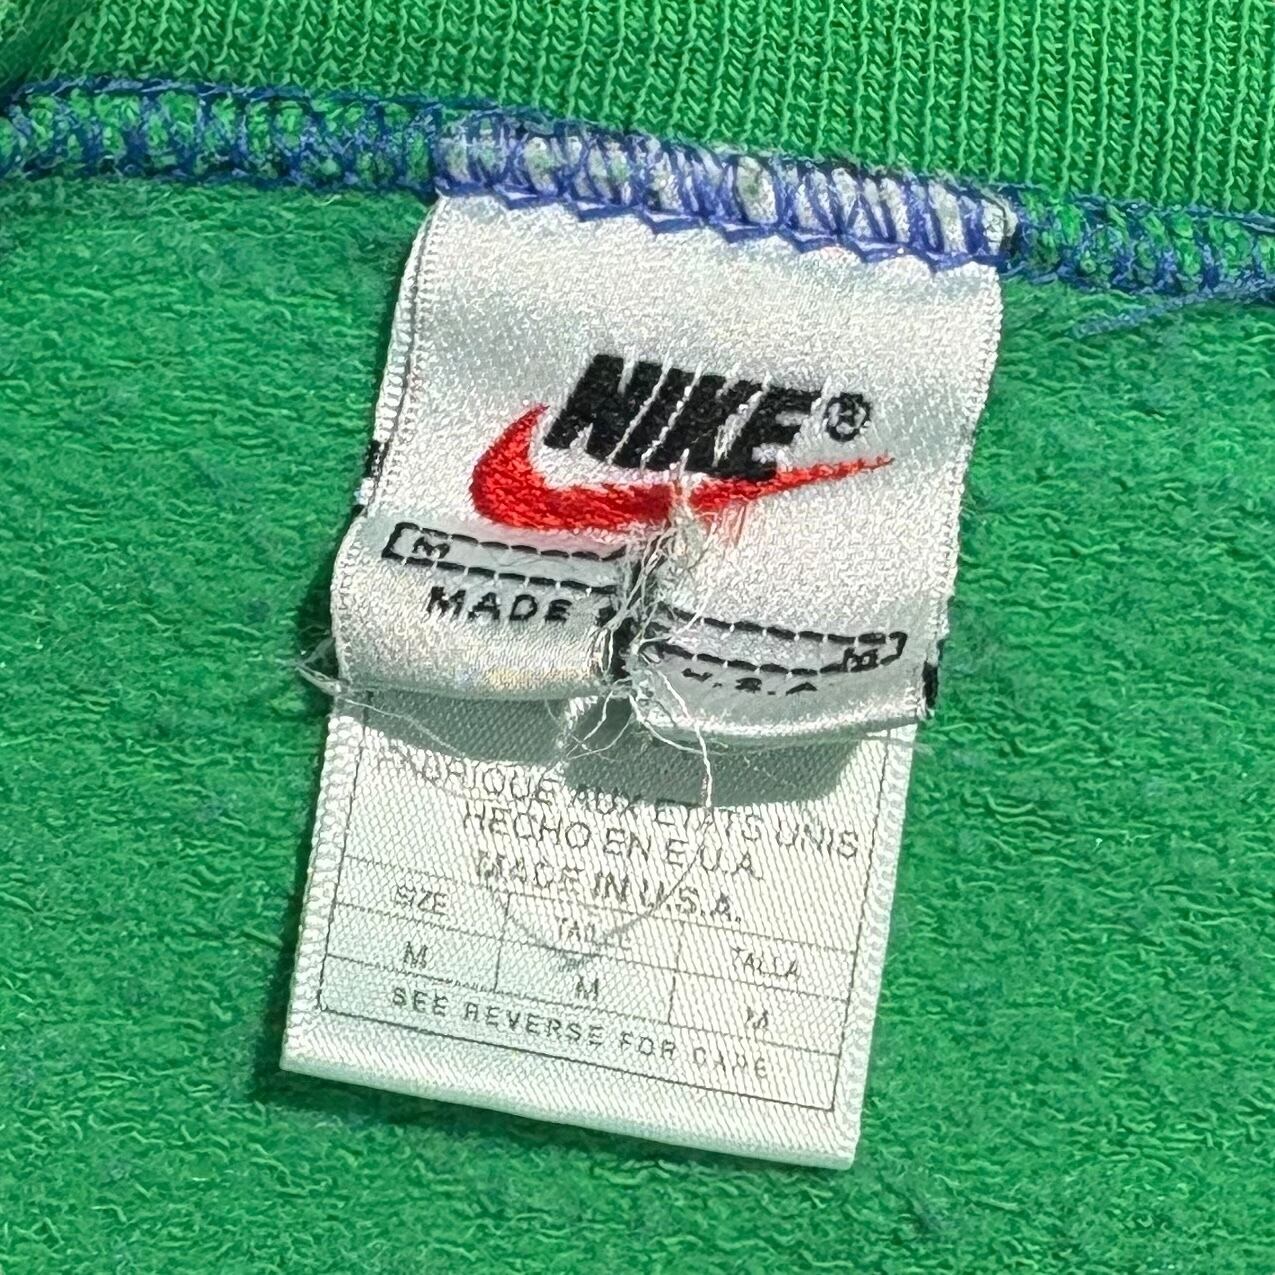 NIKE®
M M
MADE U.S.A
FABRIQUE AUX ETATS UNIS
HECHO EN E.U.A.
MADE IN U.S.A.
SIZE TAILLE TALLA
M M M
SEE REVERSE FOR CARE